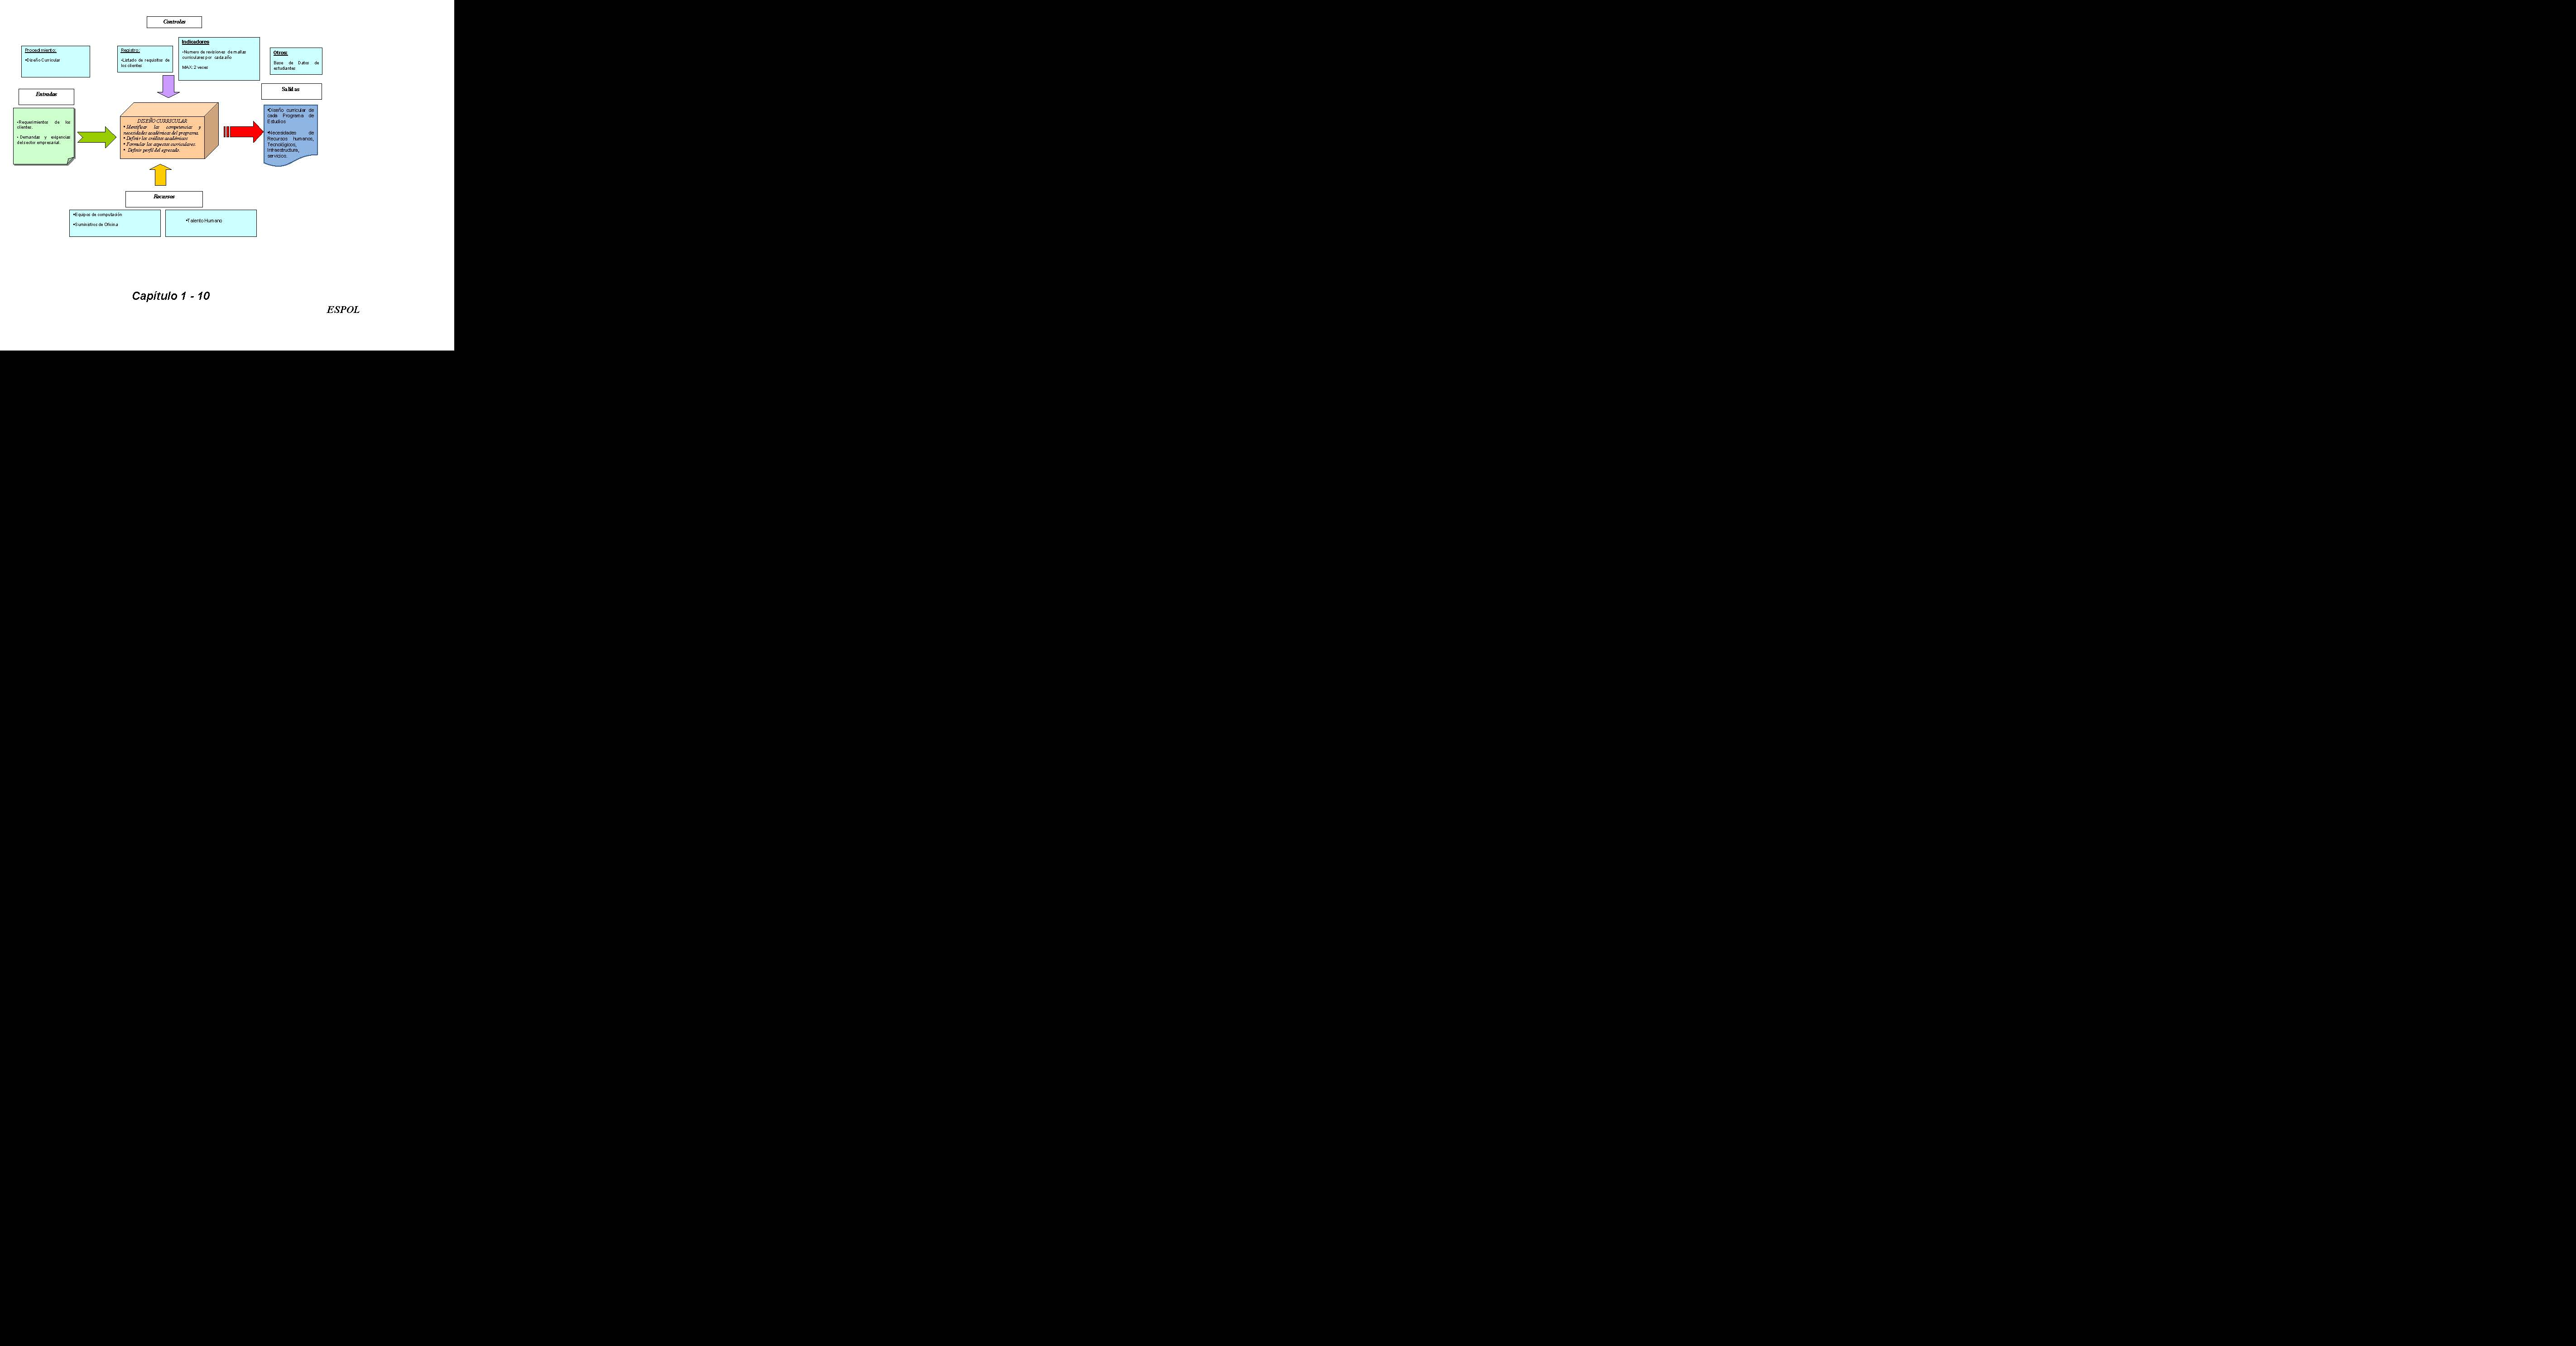 Controles
Procedimiento:
•Diseño Curricular
Registro:
•Listado de requisitos de
los clientes
Indicadores
•Numero de revisiones de mallas
curriculares por cada año
MAX: 2 veces
Otros:
Base de Datos de
estudiantes
Entradas
•Requerimientos de los
clientes.
• Demandas y exigencias
del sector empresarial.
DISEÑO CURRICULAR
• Identificar las competencias y
necesidades académicas del programa.
• Definir los créditos académicos
• Formular los aspectos curriculares.
• Definir perfil del egresado.
Salidas
•Diseño curricular de
cada Programa de
Estudios
•Necesidades de
Recursos humanos,
Tecnológicos,
Infraestructura,
servicios.
Recursos
•Equipos de computación
•Suministros de Oficina
•Talento Humano
Capítulo 1 - 10
ESPOL